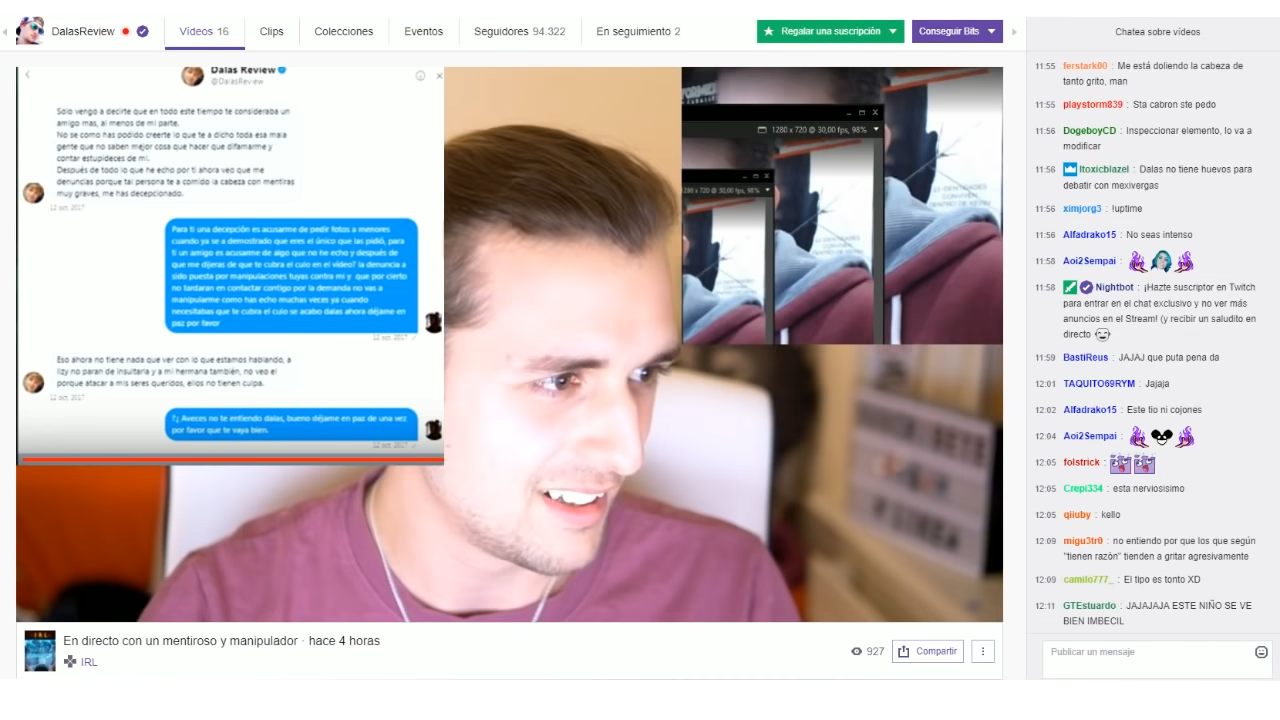 DalasReview
Vídeos 16
Clips
Colecciones
Eventos
Seguidores 94.322
En seguimiento 2
Regalar una suscripción
Conseguir Bits
Dalas Review
@DalasReview
Solo vengo a decirte que en todo este tiempo te consideraba un
amigo mas, al menos de mi parte.
No se como has podido creerte lo que te a dicho toda esa mala
gente que no saben mejor cosa que hacer que difamarme y
contar estupideces de mi.
Después de todo lo que he echo por ti ahora veo que me
denuncias porque tal persona te a comido la cabeza con mentiras
muy graves, me has decepcionado.
12 oct. 2017
Para ti una decepción es acusarme de pedir fotos a menores
cuando ya se a demostrado que eres el único que las pidió, para
ti un amigo es acusarme de algo que no he echo y después de
que me dijeras de que te cubra el culo en el vídeo? la denuncia a
sido puesta por manipulaciones tuyas contra mi y que por cierto
no tardaran en contactar contigo por la demanda no vas a
manipularme como has echo muchas veces ya cuando
necesitabas que te cubra el culo se acabo dalas ahora déjame en
paz por favor
12 oct. 2017
Eso ahora no tiene nada que ver con lo que estamos hablando, a
lizy no paran de insultarla y a mi hermana también, no veo el
porque atacar a mis seres queridos, ellos no tienen culpa.
12 oct. 2017
?¿ Aveces no te entiendo dalas, bueno déjame en paz de una vez
por favor que te vaya bien.
12 oct. 2017
1280 x 720 @ 30,00 fps, 98%
1280 x 720 @ 30,00 fps, 98%
23 IDENTIDADES
CONVIVEN
DENTRO DE KEVIN
En directo con un mentiroso y manipulador · hace 4 horas
IRL
927
Compartir
Chatea sobre vídeos
11:55 ferstark00 : Me está doliendo la cabeza de
tanto grito, man
11:55 playstorm839 : Sta cabron ste pedo
11:56 DogeboyCD : Inspeccionar elemento, lo va a
modificar
11:56 Itoxicblazel : Dalas no tiene huevos para
debatir con mexivergas
11:56 ximjorg3 : !uptime
11:56 Alfadrako15 : No seas intenso
11:58 Aoi2Sempai :
11:58 Nightbot : ¡Hazte suscriptor en Twitch
para entrar en el chat exclusivo y no ver más
anuncios en el Stream! (y recibir un saludito en
directo
11:59 BastiReus : JAJAJ que puta pena da
12:01 TAQUITO69RYM : Jajaja
12:02 Alfadrako15 : Este tio ni cojones
12:04 Aoi2Sempai :
12:05 folstrick :
12:05 Crepi334 : esta nerviosisimo
12:05 qiiuby : kello
12:09 migu3tr0 : no entiendo por que los que según
"tienen razón" tienden a gritar agresivamente
12:09 camilo777_ : El tipo es tonto XD
12:11 GTEstuardo : JAJAJAJA ESTE NIÑO SE VE
BIEN IMBECIL
Publicar un mensaje